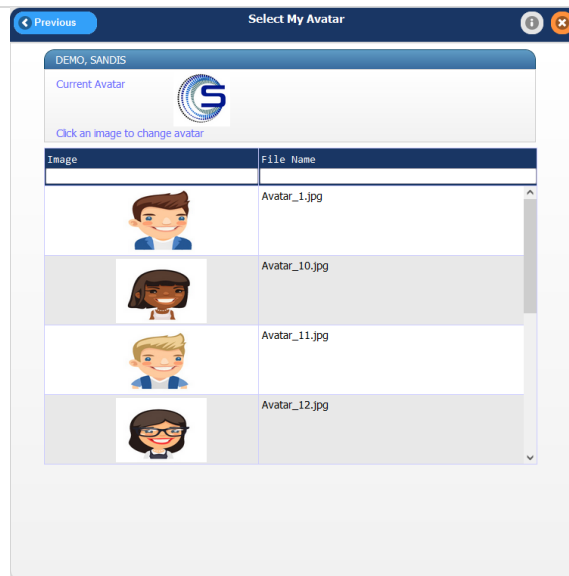 Previous
Select My Avatar
DEMO, SANDIS
Current Avatar
S
Click an image to change avatar
Image
File Name
Avatar_1.jpg
Avatar_10.jpg
Avatar_11.jpg
Avatar_12.jpg